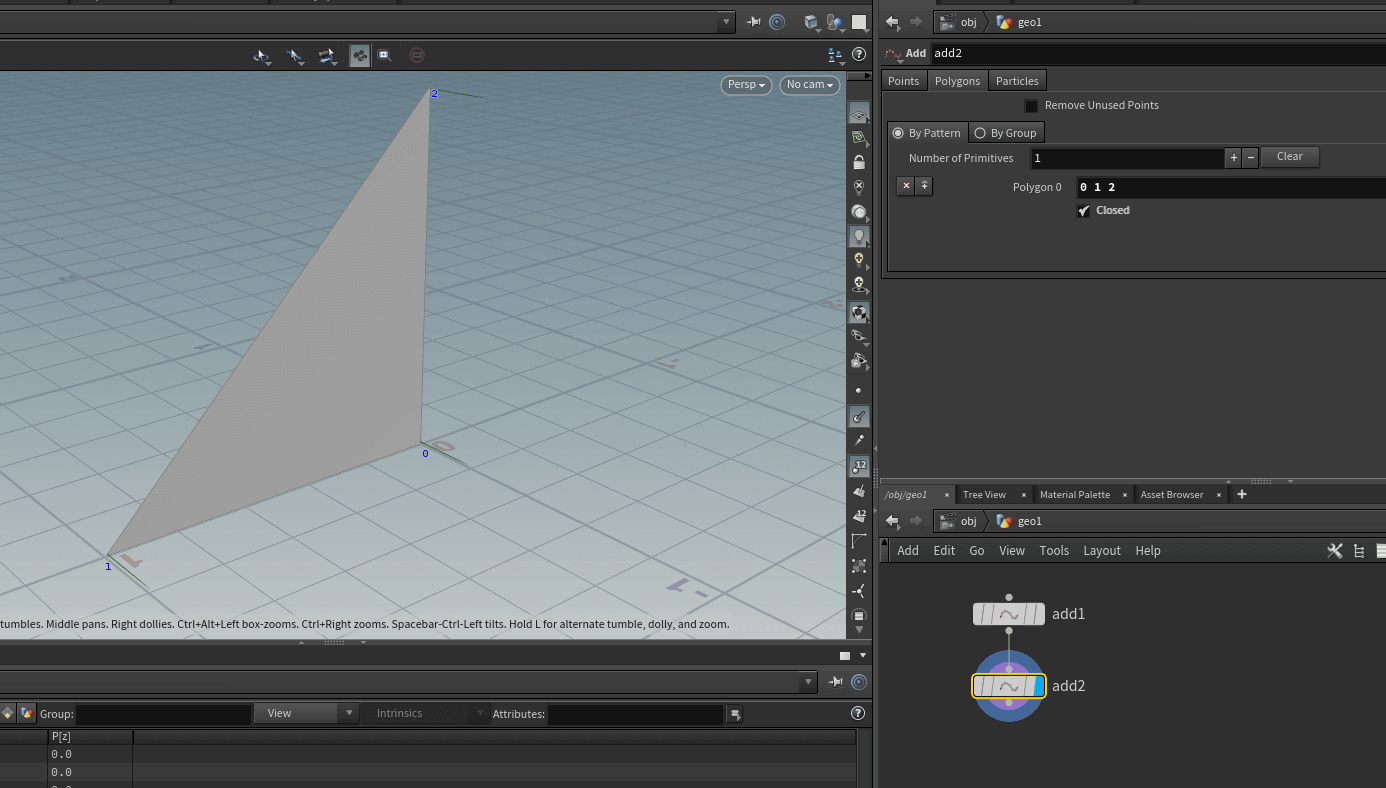 obj geo1
Add add2
Persp No cam
Points Polygons Particles
Remove Unused Points
By Pattern By Group
Number of Primitives 1 + − Clear
Polygon 0 0 1 2
Closed
2
0
1
12
12
/obj/geo1 × Tree View × Material Palette × Asset Browser × +
obj geo1
Add Edit Go View Tools Layout Help
add1
add2
tumbles. Middle pans. Right dollies. Ctrl+Alt+Left box-zooms. Ctrl+Right zooms. Spacebar-Ctrl-Left tilts. Hold L for alternate tumble, dolly, and zoom.
Group: View Intrinsics Attributes:
P[z]
0.0
0.0